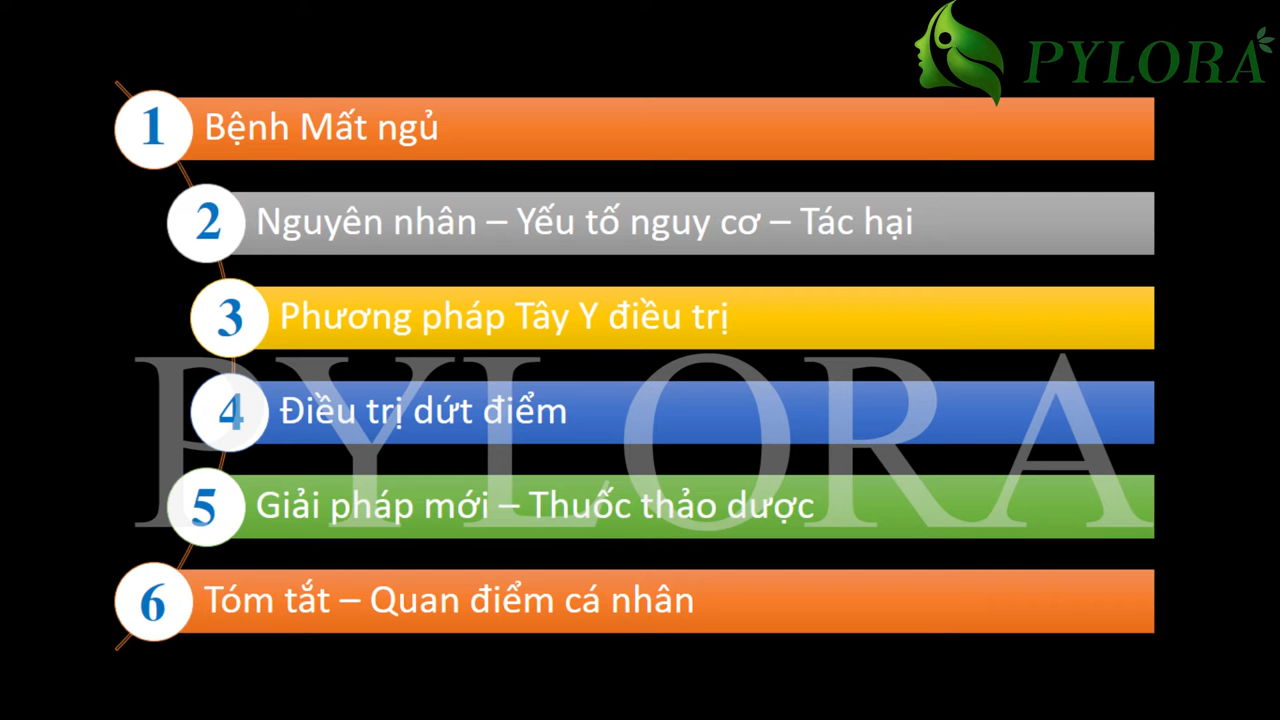 PYLORA
1 Bệnh Mất ngủ
2 Nguyên nhân – Yếu tố nguy cơ – Tác hại
3 Phương pháp Tây Y điều trị
4 Điều trị dứt điểm
5 Giải pháp mới – Thuốc thảo dược
6 Tóm tắt – Quan điểm cá nhân
PYLORA